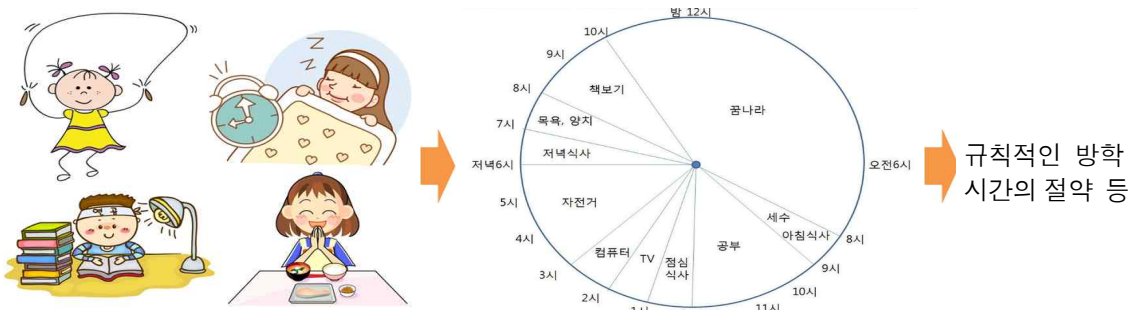 밤 12시
10시
9시
8시
7시
저녁6시
5시
4시
3시
2시
1시
11시
10시
9시
8시
오전6시
꿈나라
책보기
목욕, 양치
저녁식사
자전거
컴퓨터
TV
점심
식사
공부
세수
아침식사
규칙적인 방학
시간의 절약 등